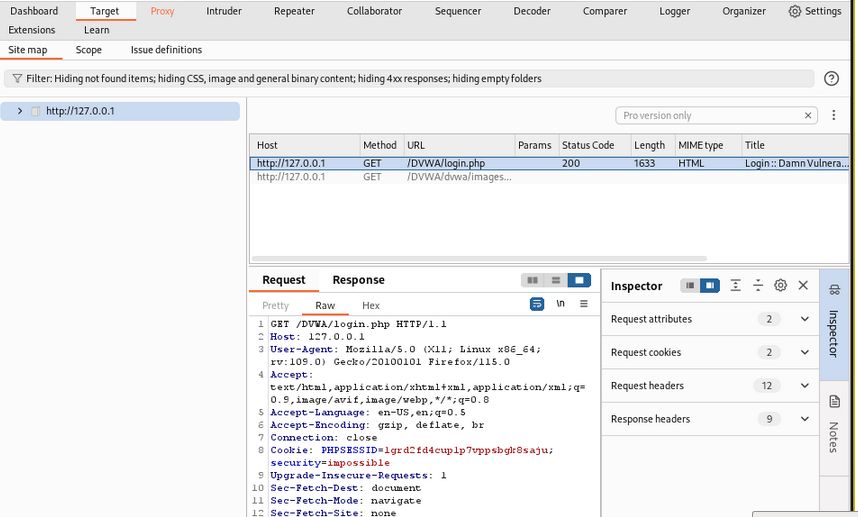 Dashboard Target Proxy Intruder Repeater Collaborator Sequencer Decoder Comparer Logger Organizer Settings
Extensions Learn
Site map Scope Issue definitions
Filter: Hiding not found items; hiding CSS, image and general binary content; hiding 4xx responses; hiding empty folders
http://127.0.0.1
Pro version only
Host Method URL Params Status Code Length MIME type Title
http://127.0.0.1 GET /DVWA/login.php 200 1633 HTML Login :: Damn Vulnera...
http://127.0.0.1 GET /DVWA/dvwa/images...
Request Response
Pretty Raw Hex \n
1 GET /DVWA/login.php HTTP/1.1
2 Host: 127.0.0.1
3 User-Agent: Mozilla/5.0 (X11; Linux x86_64;
rv:109.0) Gecko/20100101 Firefox/115.0
4 Accept:
text/html,application/xhtml+xml,application/xml;q=
0.9,image/avif,image/webp,*/*;q=0.8
5 Accept-Language: en-US,en;q=0.5
6 Accept-Encoding: gzip, deflate, br
7 Connection: close
8 Cookie: PHPSESSID=lgrd2fd4cuplp7vppsbgk8saju;
security=impossible
9 Upgrade-Insecure-Requests: 1
10 Sec-Fetch-Dest: document
11 Sec-Fetch-Mode: navigate
12 Sec-Fetch-Site: none
Inspector
Request attributes 2
Request cookies 2
Request headers 12
Response headers 9
Inspector
Notes